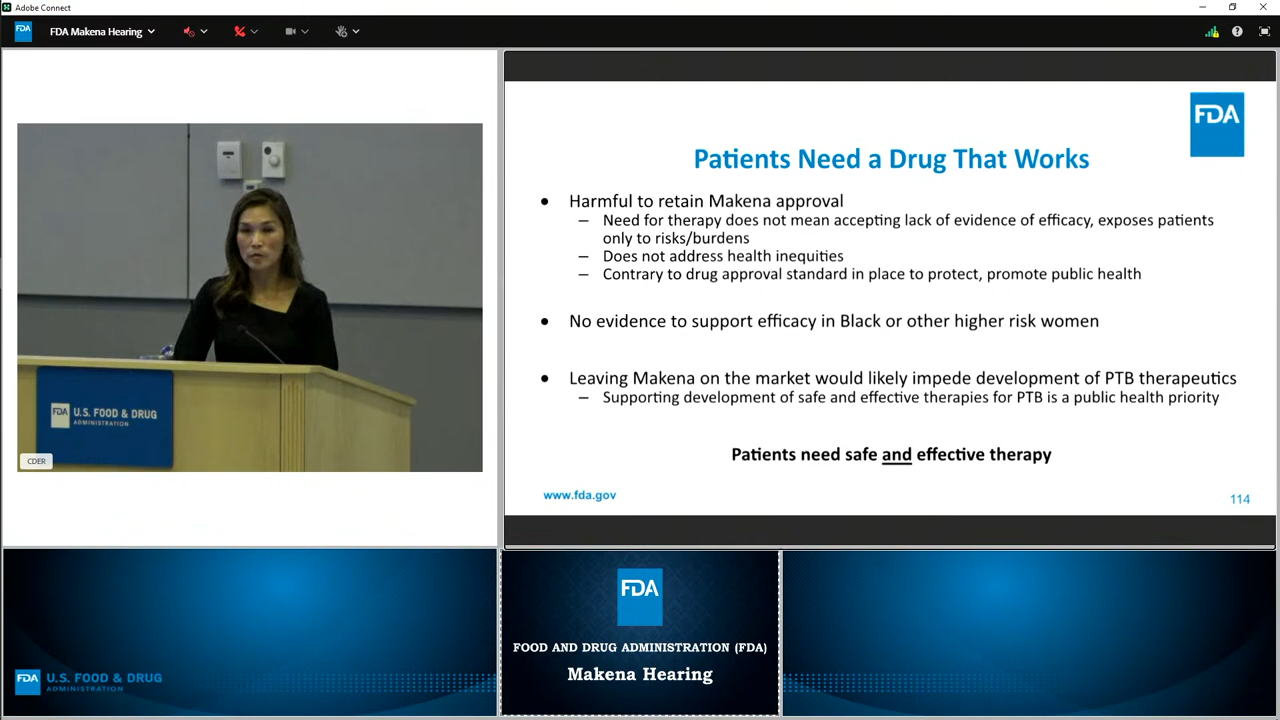 Adobe Connect
FDA
FDA Makena Hearing
FDA
Patients Need a Drug That Works
• Harmful to retain Makena approval
– Need for therapy does not mean accepting lack of evidence of efficacy, exposes patients
only to risks/burdens
– Does not address health inequities
– Contrary to drug approval standard in place to protect, promote public health
• No evidence to support efficacy in Black or other higher risk women
• Leaving Makena on the market would likely impede development of PTB therapeutics
– Supporting development of safe and effective therapies for PTB is a public health priority
Patients need safe and effective therapy
www.fda.gov
114
FDA U.S. FOOD & DRUG
ADMINISTRATION
CDER
FDA U.S. FOOD & DRUG
ADMINISTRATION
FDA
FOOD AND DRUG ADMINISTRATION (FDA)
Makena Hearing